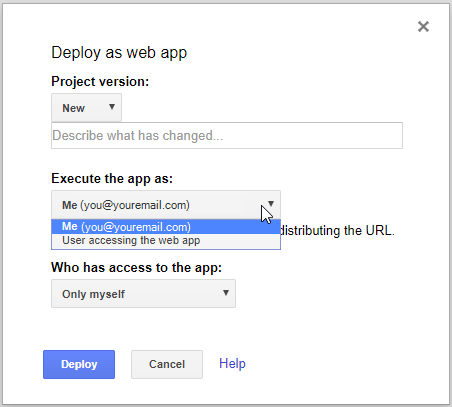 Deploy as web app
Project version:
New
Describe what has changed...
Execute the app as:
Me (you@youremail.com)
Me (you@youremail.com)
User accessing the web app
distributing the URL.
Who has access to the app:
Only myself
Deploy Cancel Help